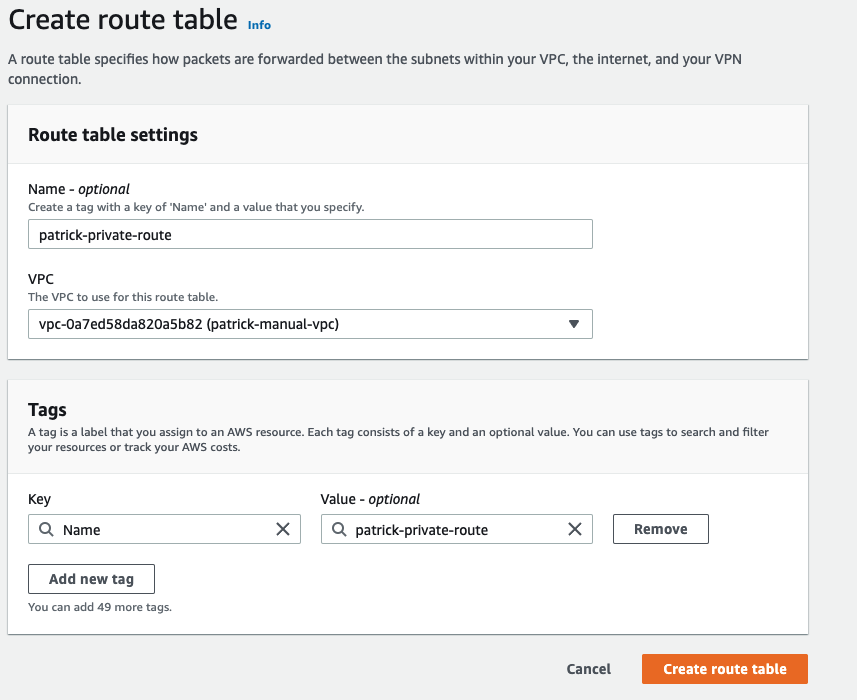 Create route table Info
A route table specifies how packets are forwarded between the subnets within your VPC, the internet, and your VPN
connection.
Route table settings
Name - optional
Create a tag with a key of 'Name' and a value that you specify.
patrick-private-route
VPC
The VPC to use for this route table.
vpc-0a7ed58da820a5b82 (patrick-manual-vpc)
Tags
A tag is a label that you assign to an AWS resource. Each tag consists of a key and an optional value. You can use tags to search and filter
your resources or track your AWS costs.
Key Value - optional
Name patrick-private-route Remove
Add new tag
You can add 49 more tags.
Cancel Create route table